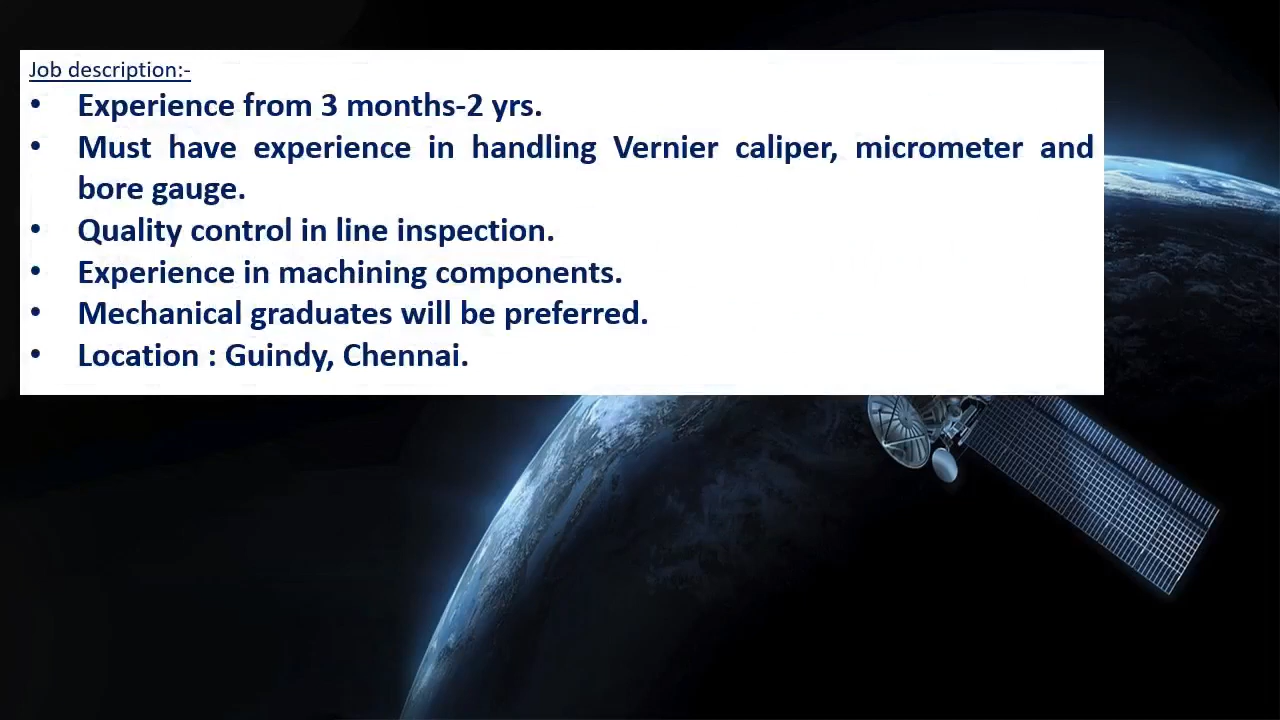 Job description:-
• Experience from 3 months-2 yrs.
• Must have experience in handling Vernier caliper, micrometer and
bore gauge.
• Quality control in line inspection.
• Experience in machining components.
• Mechanical graduates will be preferred.
• Location : Guindy, Chennai.